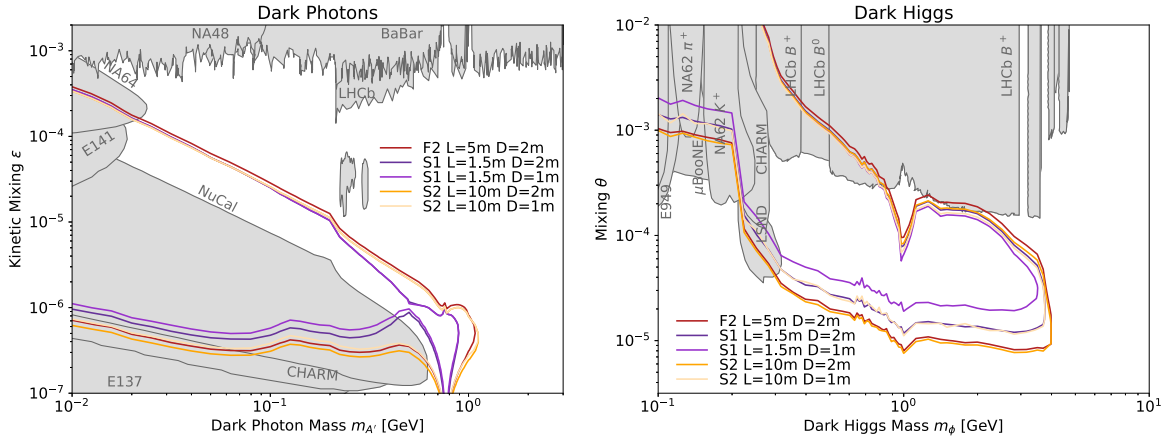 Dark Photons
NA48
BaBar
NA64
LHCb
E141
NuCal
F2 L=5m D=2m
S1 L=1.5m D=2m
S1 L=1.5m D=1m
S2 L=10m D=2m
S2 L=10m D=1m
E137
CHARM
10⁻³
10⁻⁴
10⁻⁵
10⁻⁶
10⁻⁷
Kinetic Mixing ε
10⁻²
10⁻¹
10⁰
Dark Photon Mass m_A′ [GeV]
Dark Higgs
E949
NA62 π⁺
μBooNE
NA62 K⁺
CHARM
LSND
LHCb B⁺
LHCb B⁰
LHCb B⁺
F2 L=5m D=2m
S1 L=1.5m D=2m
S1 L=1.5m D=1m
S2 L=10m D=2m
S2 L=10m D=1m
10⁻²
10⁻³
10⁻⁴
10⁻⁵
Mixing θ
10⁻¹
10⁰
10¹
Dark Higgs Mass m_ϕ [GeV]